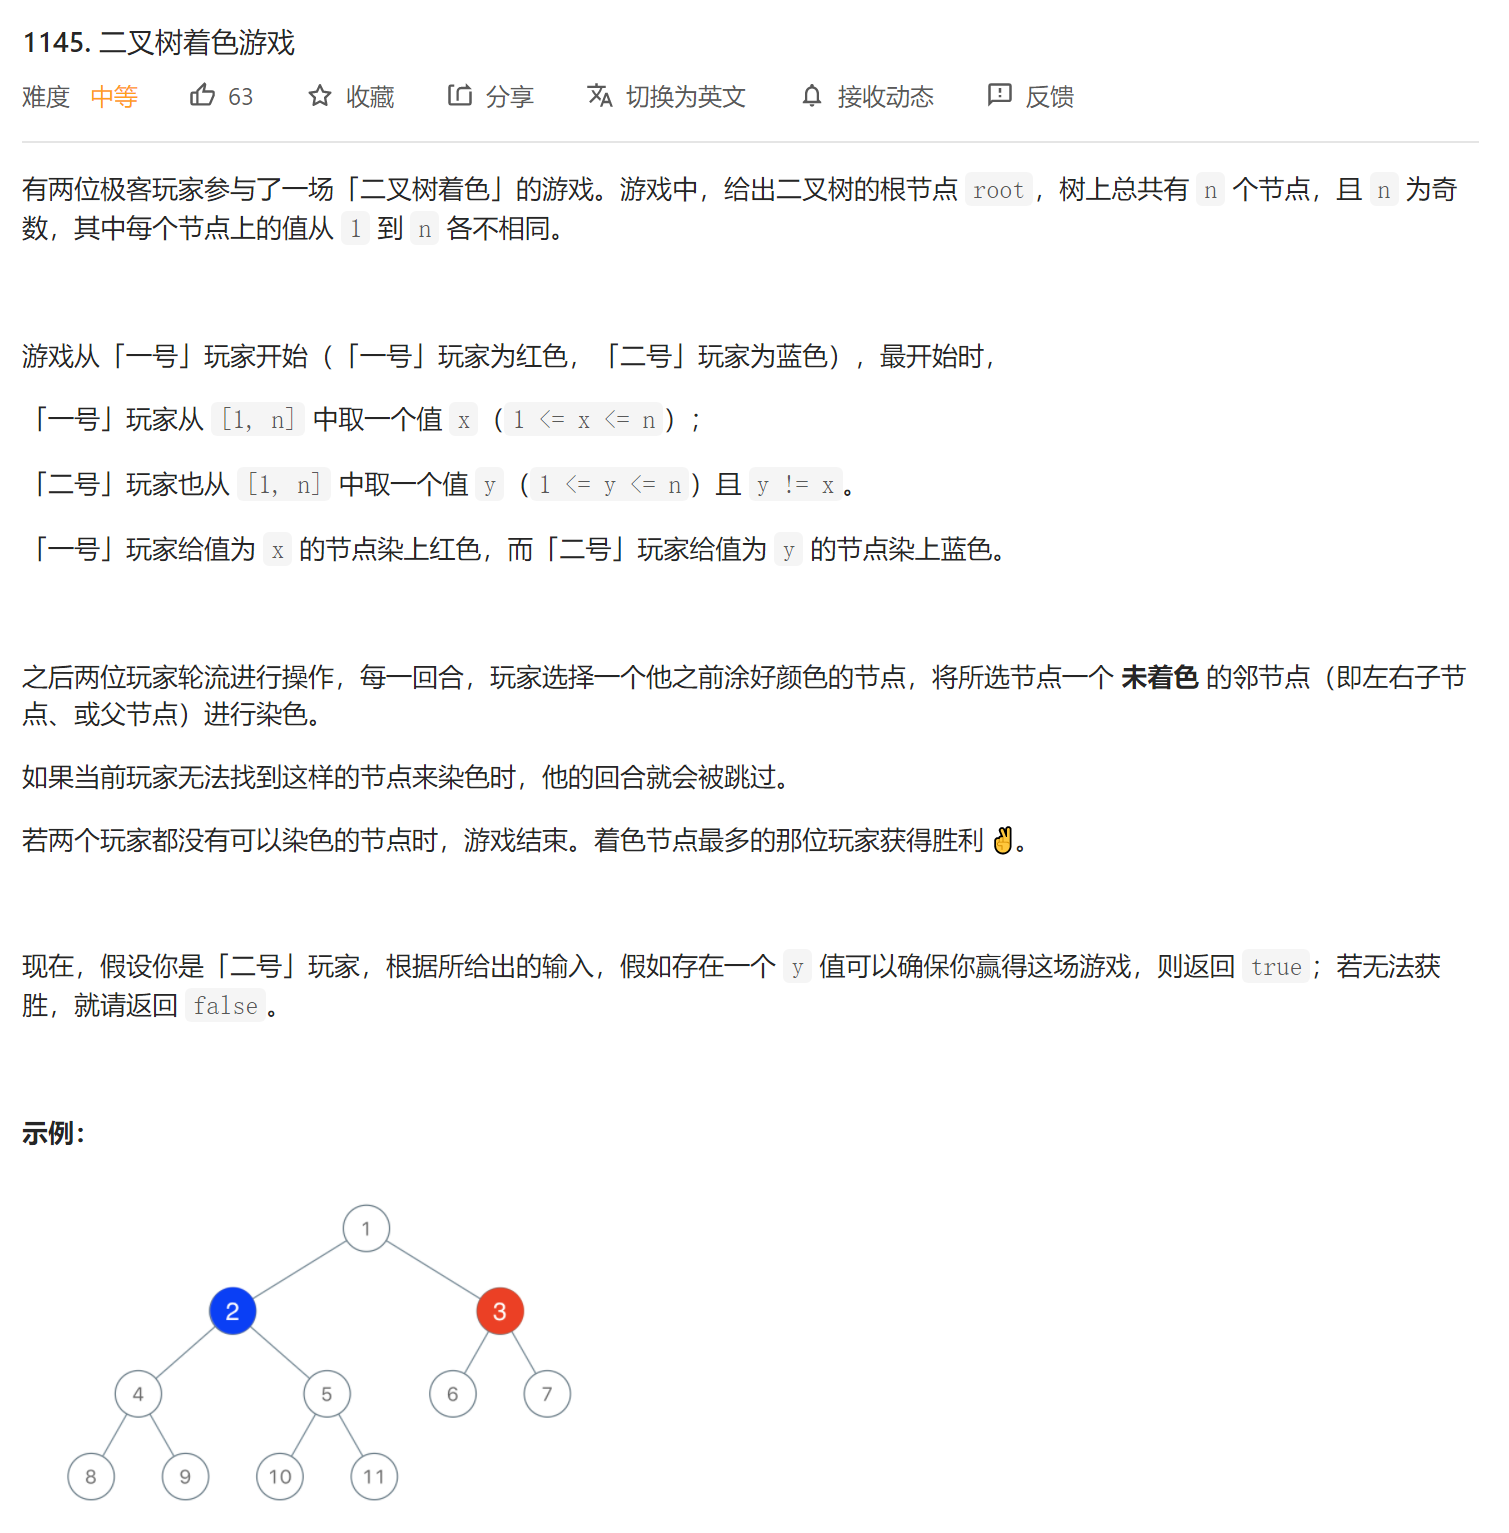 1145. 二叉树着色游戏
难度 中等 63 收藏 分享 切换为英文 接收动态 反馈
有两位极客玩家参与了一场「二叉树着色」的游戏。游戏中，给出二叉树的根节点 root，树上总共有 n 个节点，且 n 为奇
数，其中每个节点上的值从 1 到 n 各不相同。
游戏从「一号」玩家开始（「一号」玩家为红色，「二号」玩家为蓝色），最开始时，
「一号」玩家从 [1, n] 中取一个值 x（1 <= x <= n）；
「二号」玩家也从 [1, n] 中取一个值 y（1 <= y <= n）且 y != x。
「一号」玩家给值为 x 的节点染上红色，而「二号」玩家给值为 y 的节点染上蓝色。
之后两位玩家轮流进行操作，每一回合，玩家选择一个他之前涂好颜色的节点，将所选节点一个 未着色 的邻节点（即左右子节
点、或父节点）进行染色。
如果当前玩家无法找到这样的节点来染色时，他的回合就会被跳过。
若两个玩家都没有可以染色的节点时，游戏结束。着色节点最多的那位玩家获得胜利 ✌️。
现在，假设你是「二号」玩家，根据所给出的输入，假如存在一个 y 值可以确保你赢得这场游戏，则返回 true；若无法获
胜，就请返回 false。
示例：
1
2 3
4 5 6 7
8 9 10 11